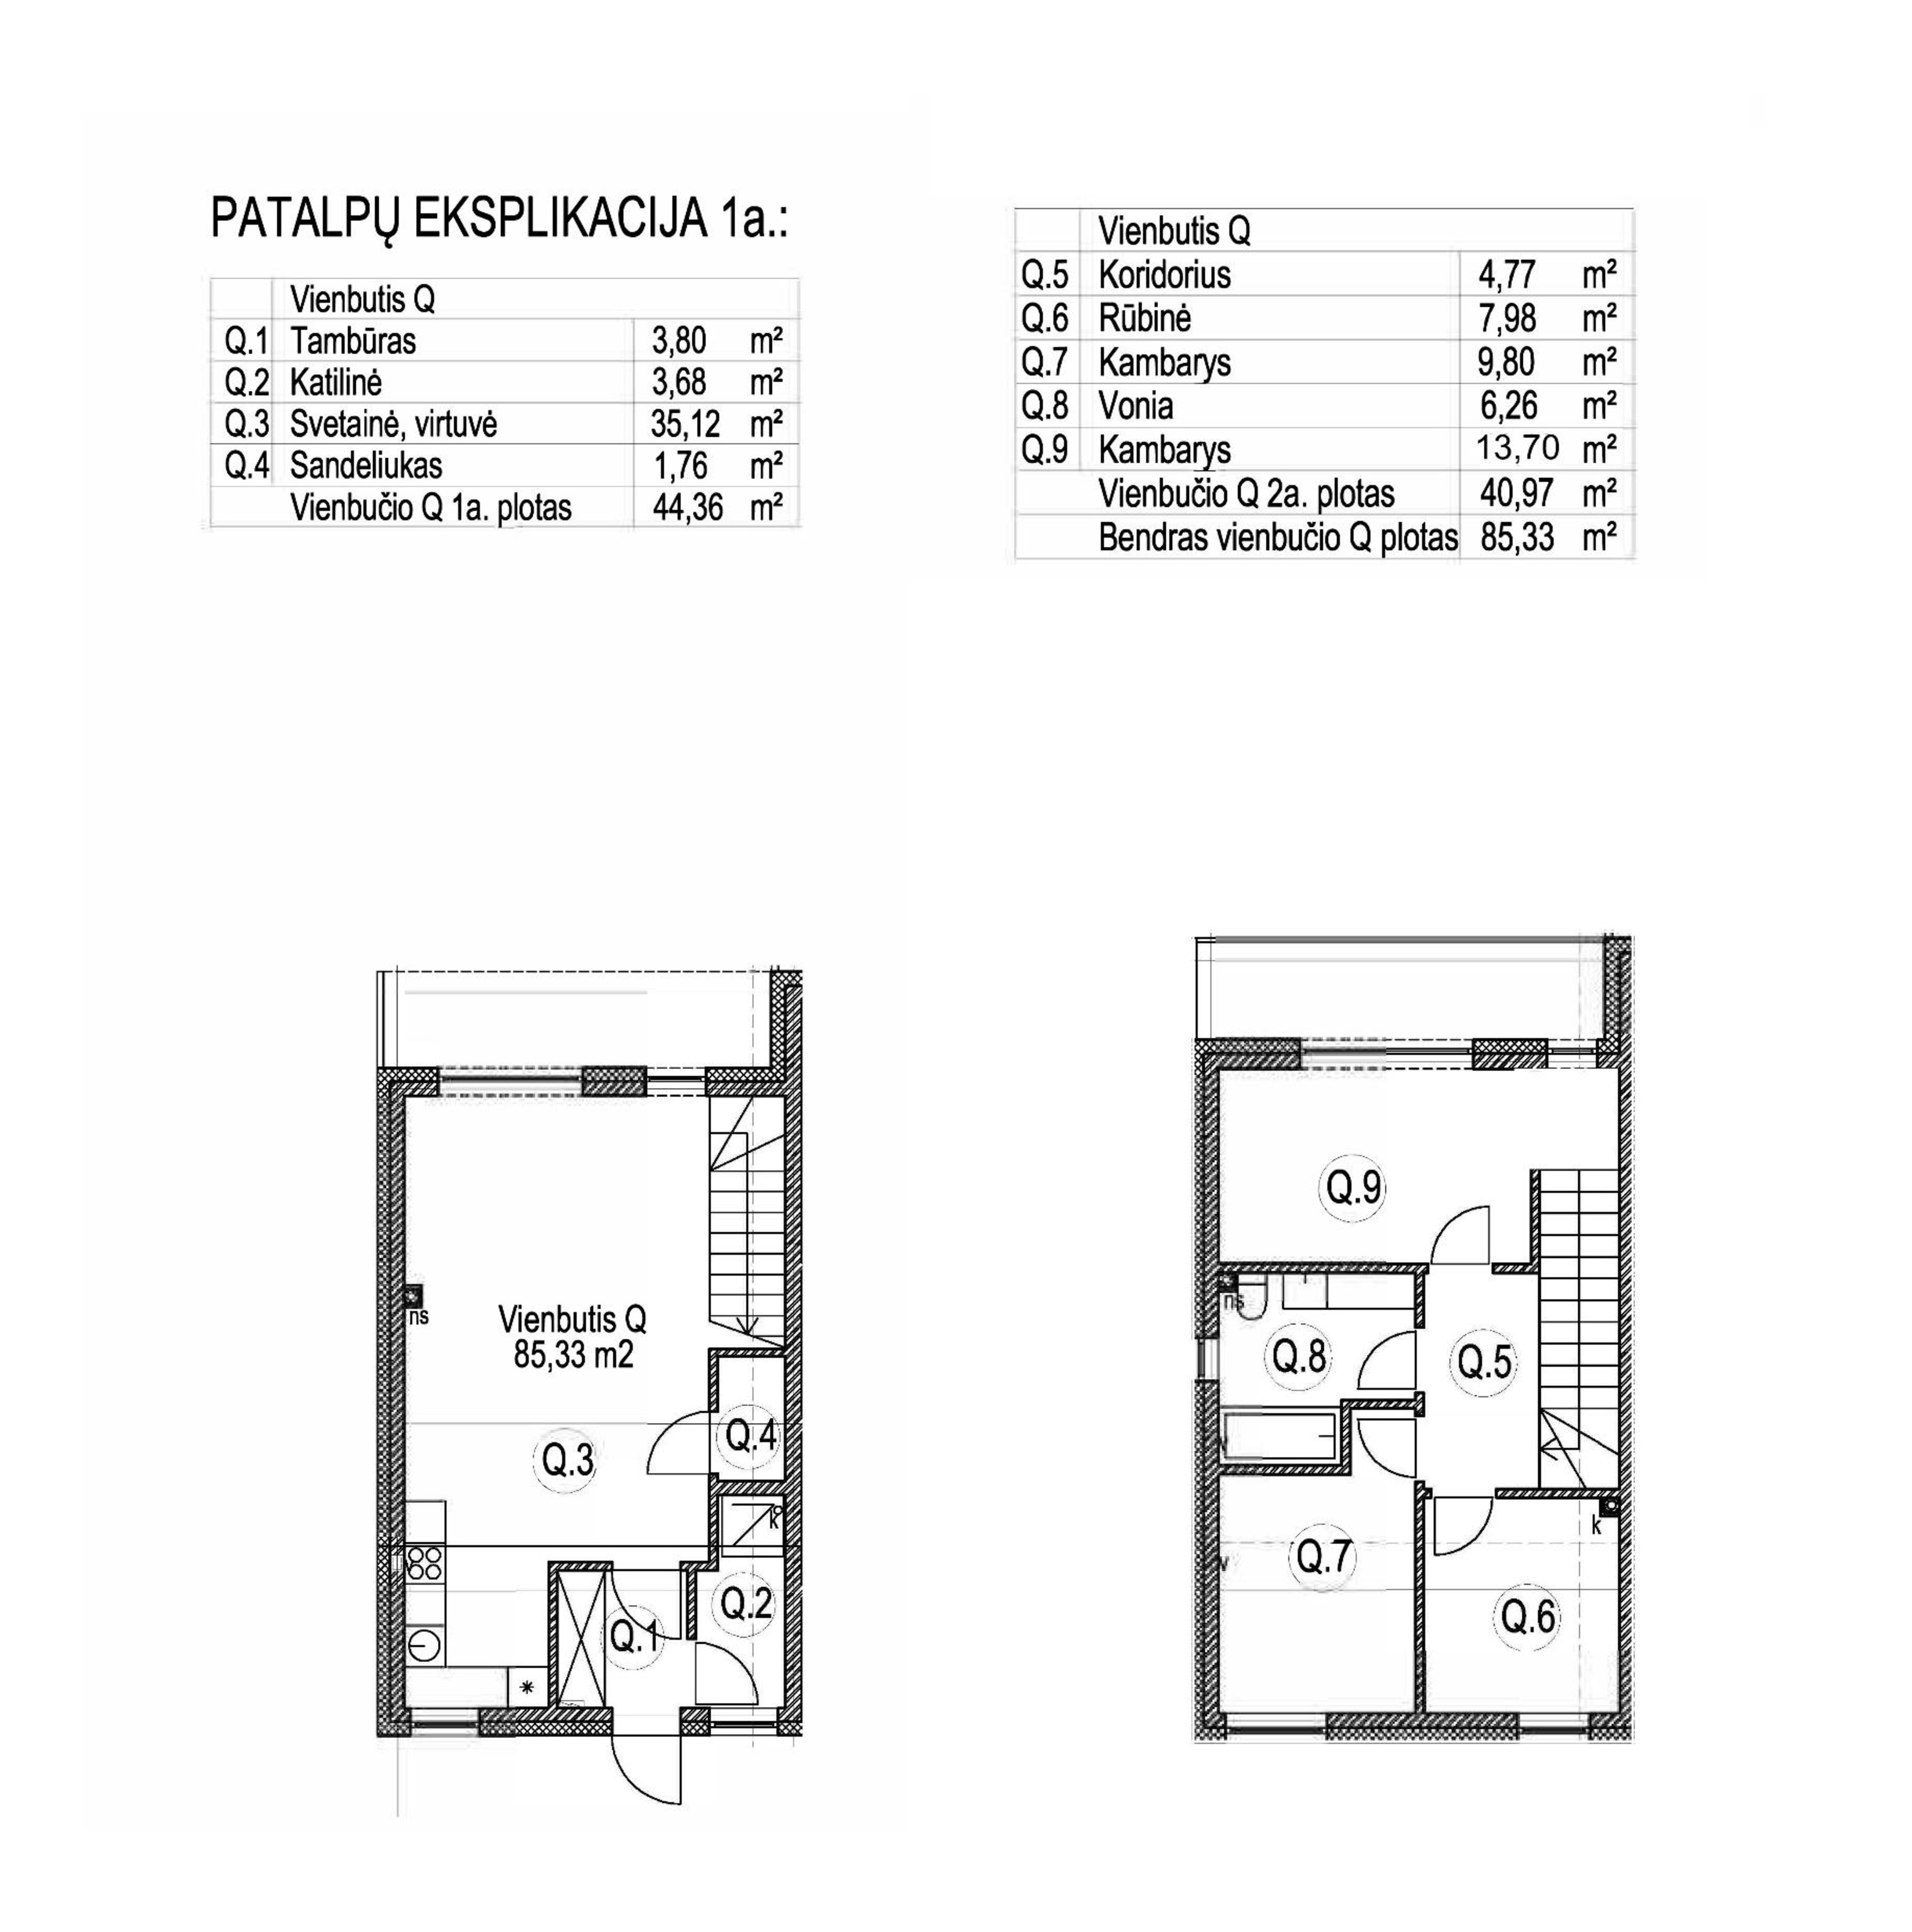 PATALPŲ EKSPLIKACIJA 1a.:
Vienbutis Q
Q.1 Tambūras 3,80 m²
Q.2 Katilinė 3,68 m²
Q.3 Svetainė, virtuvė 35,12 m²
Q.4 Sandeliukas 1,76 m²
Vienbučio Q 1a. plotas 44,36 m²
Vienbutis Q
Q.5 Koridorius 4,77 m²
Q.6 Rūbinė 7,98 m²
Q.7 Kambarys 9,80 m²
Q.8 Vonia 6,26 m²
Q.9 Kambarys 13,70 m²
Vienbučio Q 2a. plotas 40,97 m²
Bendras vienbučio Q plotas 85,33 m²
ns
Vienbutis Q
85,33 m2
Q.4
Q.3
k
v
Q.2
Q.1
Q.9
ns
Q.8
Q.5
v
k
Q.7
v
Q.6